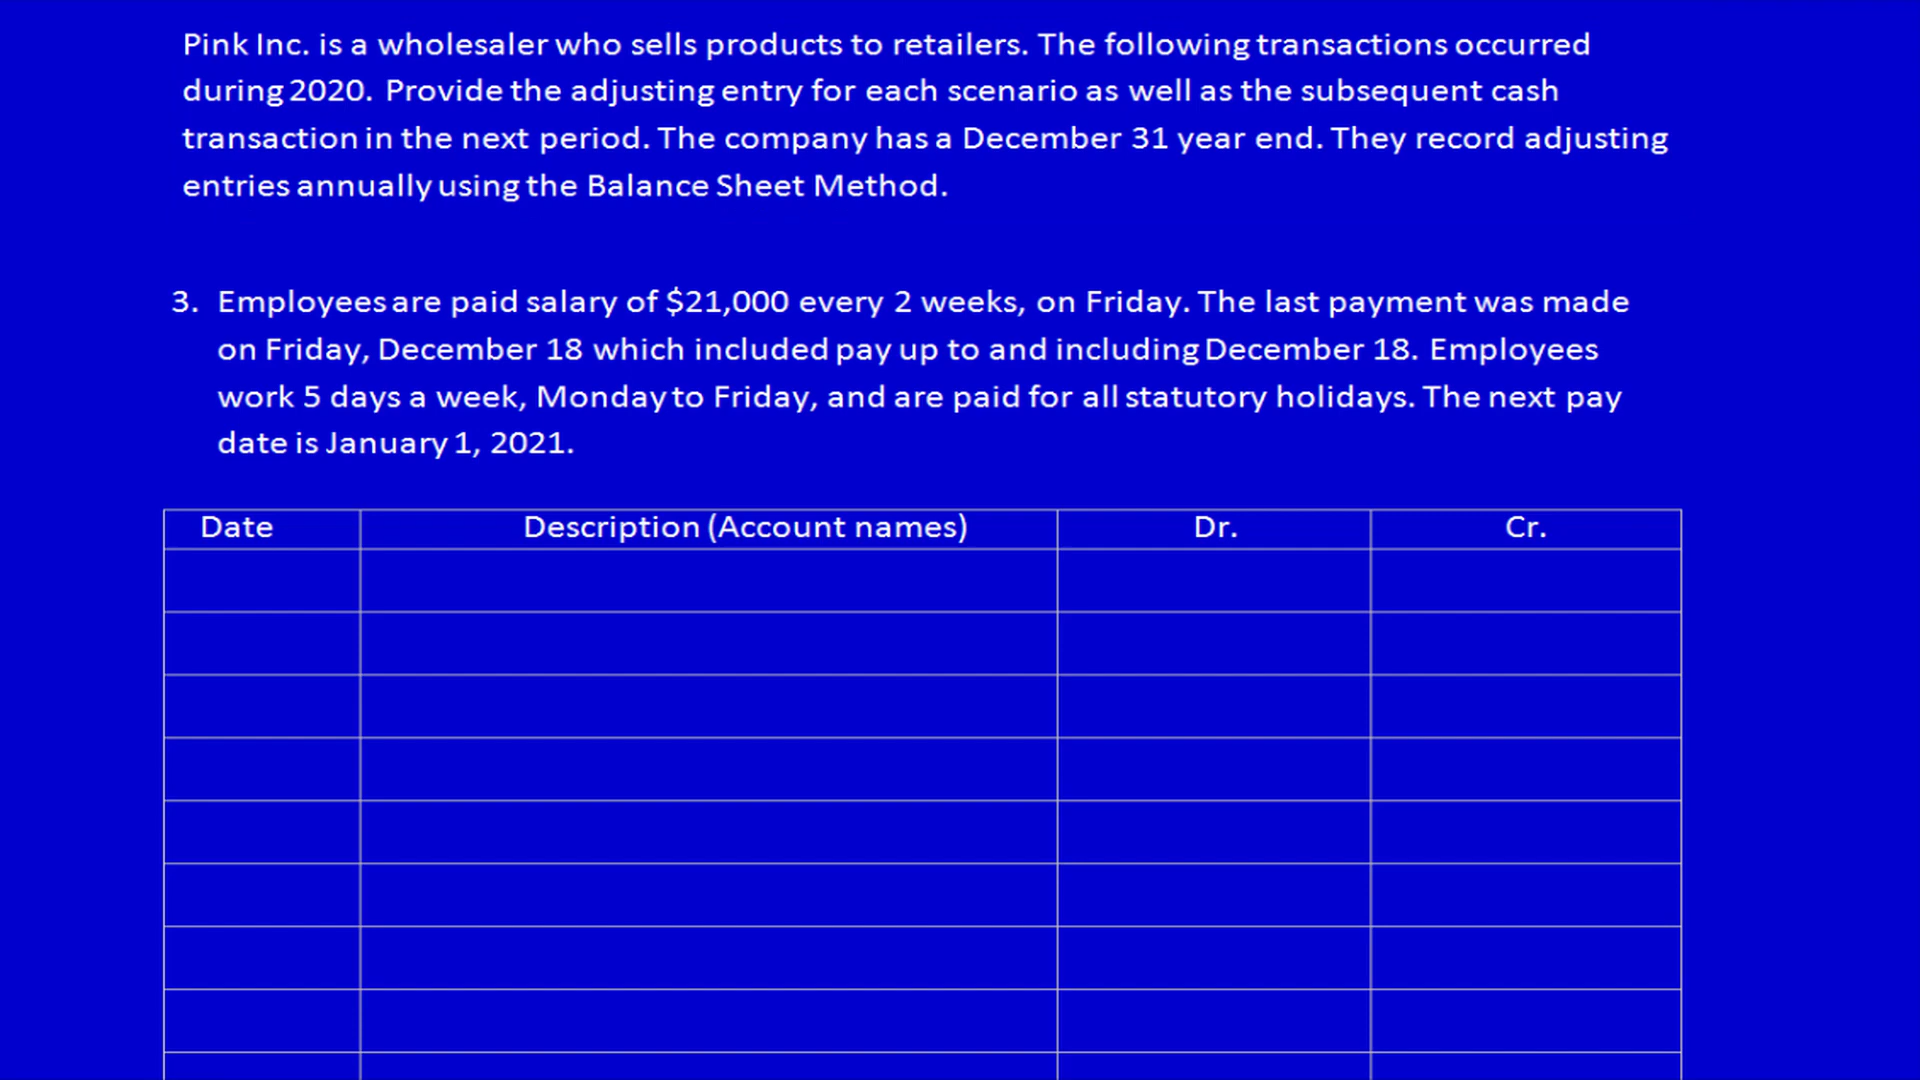 Pink Inc. is a wholesaler who sells products to retailers. The following transactions occurred
during 2020. Provide the adjusting entry for each scenario as well as the subsequent cash
transaction in the next period. The company has a December 31 year end. They record adjusting
entries annually using the Balance Sheet Method.
3. Employees are paid salary of $21,000 every 2 weeks, on Friday. The last payment was made
on Friday, December 18 which included pay up to and including December 18. Employees
work 5 days a week, Monday to Friday, and are paid for all statutory holidays. The next pay
date is January 1, 2021.
Date Description (Account names) Dr. Cr.